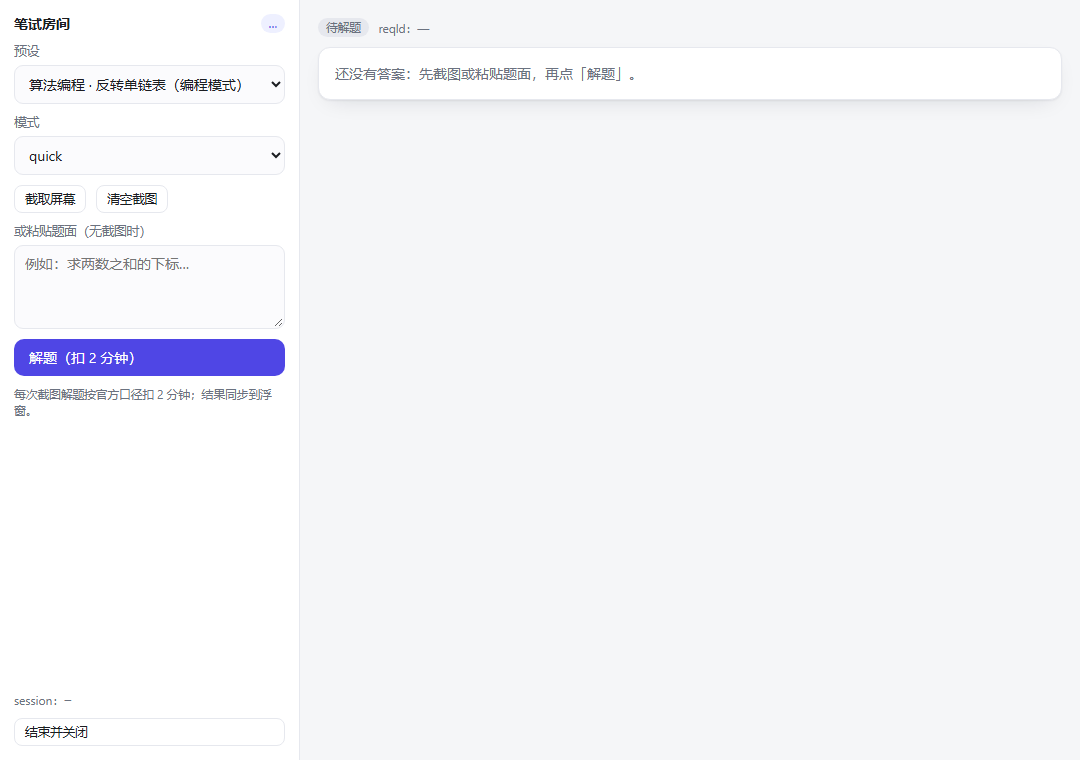 笔试房间
...
预设
算法编程 · 反转单链表（编程模式）
模式
quick
截取屏幕 清空截图
或粘贴题面（无截图时）
例如：求两数之和的下标...
解题（扣 2 分钟）
每次截图解题按官方口径扣 2 分钟；结果同步到浮
窗。
session：—
结束并关闭
待解题 reqId：—
还没有答案：先截图或粘贴题面，再点「解题」。